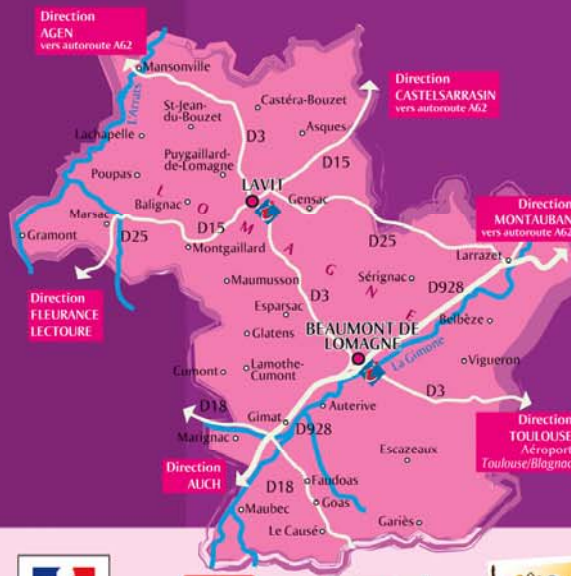 Direction
AGEN
vers autoroute A62
Mansonville
L'Arrats
St-Jean-
du-Bouzet
Castéra-Bouzet
Direction
CASTELSARRASIN
vers autoroute A62
Lachapelle
D3
Asques
Poupas
Puygaillard-
de-Lomagne
D15
LAVIT
Balignac
Gensac
LOMAGNE
Direction
MONTAUBAN
vers autoroute A62
Marsac
Gramont
D25
D15
Montgaillard
D25
Larrazet
Maumusson
Sérignac
D928
Direction
FLEURANCE
LECTOURE
Esparsac
D3
Glatens
BEAUMONT DE
LOMAGNE
Belbèze
La Gimone
Vigueron
Cumont
Lamothe-
Cumont
D3
D18
Auterive
Gimat
Marignac
D928
Direction
TOULOUSE
Aéroport
Toulouse/Blagnac
Escazeaux
Direction
AUCH
D18
Faudoas
Maubec
Goas
Le Causé
Gariès